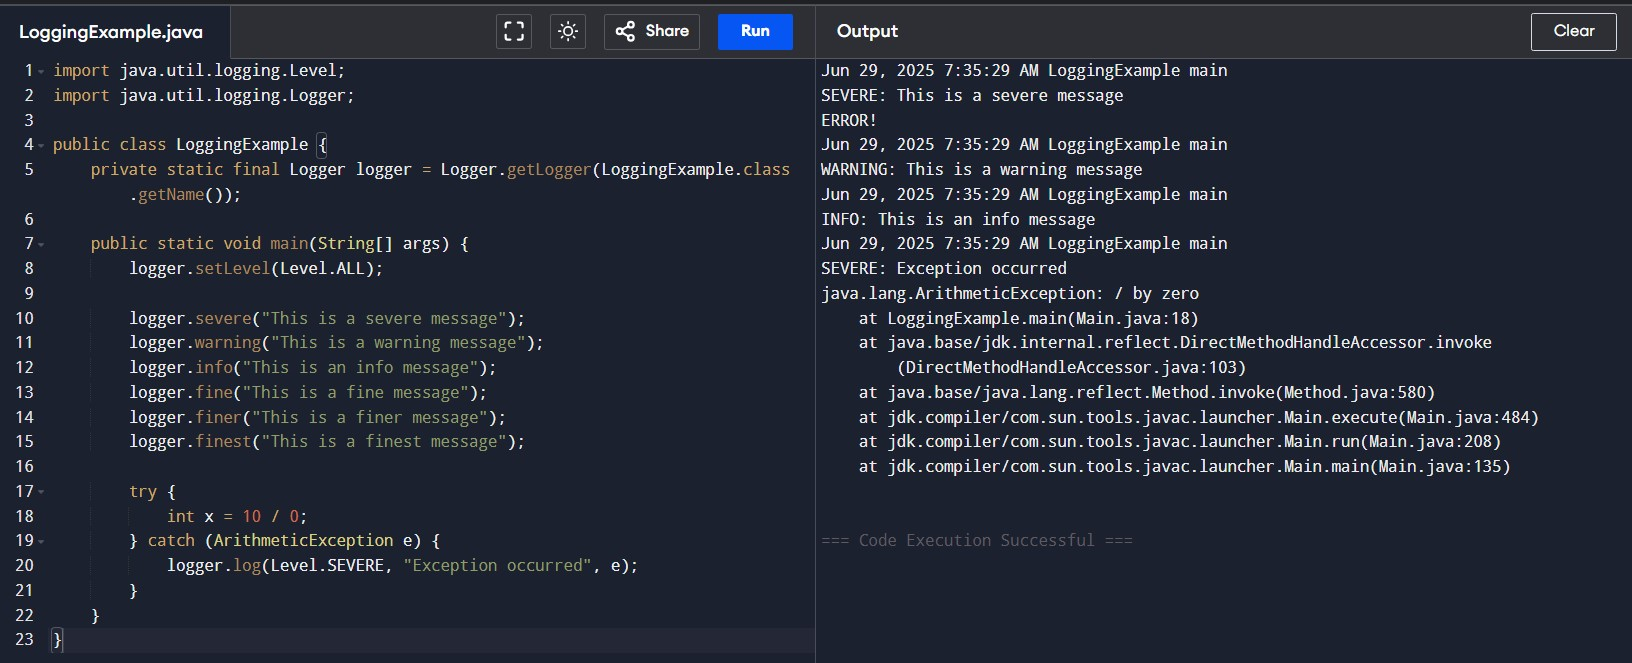 LoggingExample.java
Share
Run
Output
Clear
1 import java.util.logging.Level;
2 import java.util.logging.Logger;
3
4 public class LoggingExample {
5     private static final Logger logger = Logger.getLogger(LoggingExample.class
        .getName());
6
7     public static void main(String[] args) {
8         logger.setLevel(Level.ALL);
9
10         logger.severe("This is a severe message");
11         logger.warning("This is a warning message");
12         logger.info("This is an info message");
13         logger.fine("This is a fine message");
14         logger.finer("This is a finer message");
15         logger.finest("This is a finest message");
16
17         try {
18             int x = 10 / 0;
19         } catch (ArithmeticException e) {
20             logger.log(Level.SEVERE, "Exception occurred", e);
21         }
22     }
23 }
Jun 29, 2025 7:35:29 AM LoggingExample main
SEVERE: This is a severe message
ERROR!
Jun 29, 2025 7:35:29 AM LoggingExample main
WARNING: This is a warning message
Jun 29, 2025 7:35:29 AM LoggingExample main
INFO: This is an info message
Jun 29, 2025 7:35:29 AM LoggingExample main
SEVERE: Exception occurred
java.lang.ArithmeticException: / by zero
    at LoggingExample.main(Main.java:18)
    at java.base/jdk.internal.reflect.DirectMethodHandleAccessor.invoke
        (DirectMethodHandleAccessor.java:103)
    at java.base/java.lang.reflect.Method.invoke(Method.java:580)
    at jdk.compiler/com.sun.tools.javac.launcher.Main.execute(Main.java:484)
    at jdk.compiler/com.sun.tools.javac.launcher.Main.run(Main.java:208)
    at jdk.compiler/com.sun.tools.javac.launcher.Main.main(Main.java:135)
=== Code Execution Successful ===